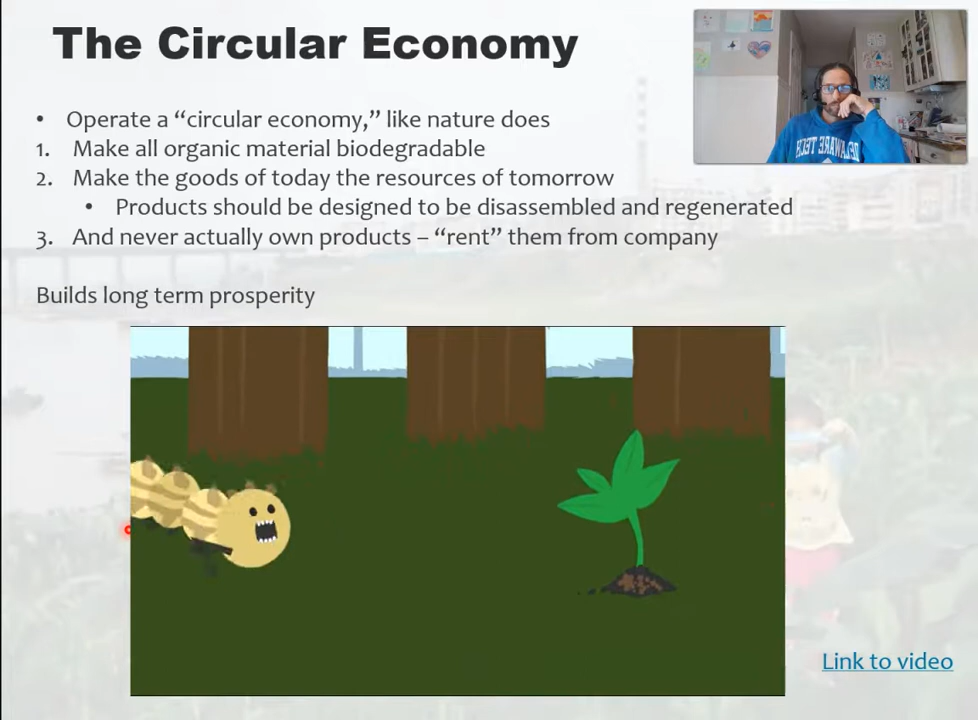 The Circular Economy
• Operate a “circular economy,” like nature does
1. Make all organic material biodegradable
2. Make the goods of today the resources of tomorrow
• Products should be designed to be disassembled and regenerated
3. And never actually own products – “rent” them from company
Builds long term prosperity
Link to video
DELAWARE TECH